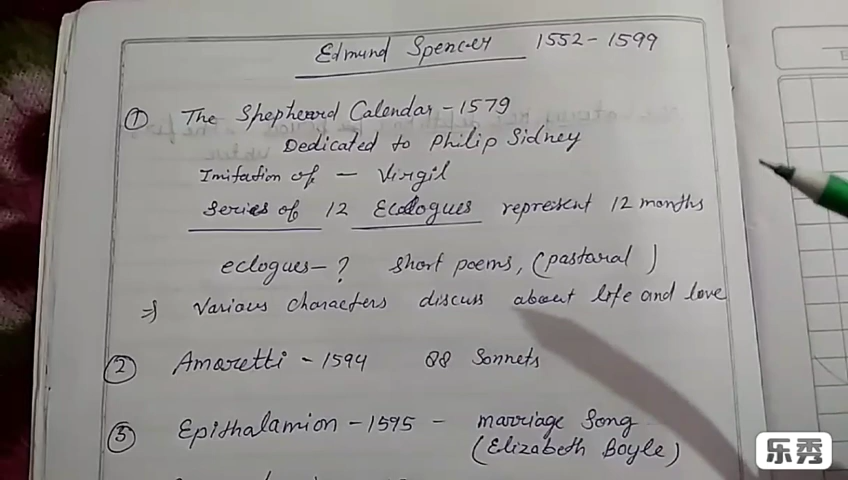 Edmund Spencer 1552-1599
① The Shepheard Calendar - 1579
Dedicated to Philip Sidney
Imitation of - Virgil
Series of 12 Ecologues represent 12 months
eclogues - ? short poems, (pastaral)
⇒ Various characters discuss about life and love
② Amoretti - 1594 88 Sonnets
③ Epithalamion - 1595 - marriage Song
(Elizabeth Boyle)
乐秀